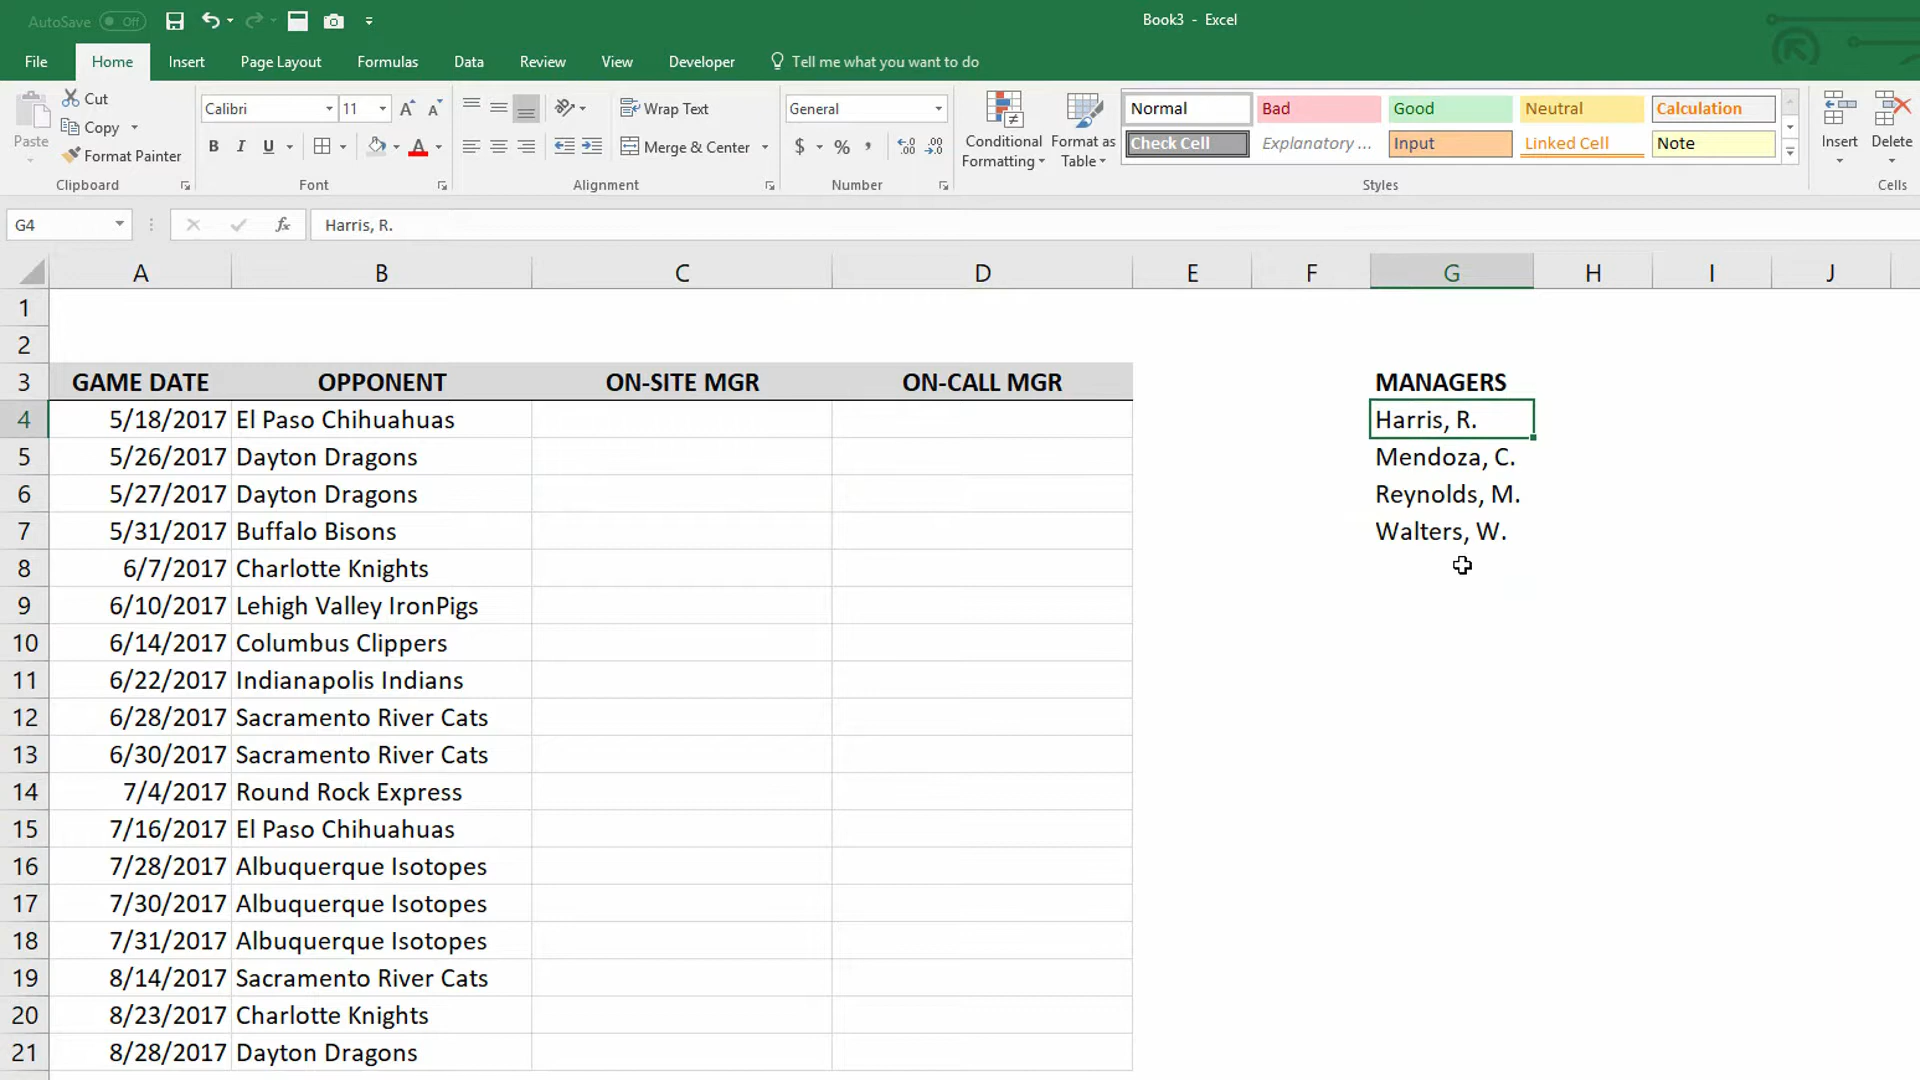 AutoSave Off
Book3 - Excel
File Home Insert Page Layout Formulas Data Review View Developer Tell me what you want to do
Paste
Cut
Copy
Format Painter
Clipboard
Calibri 11
B I U
Font
Wrap Text
Merge & Center
Alignment
General
$ % ,
Number
Conditional Formatting
Format as Table
Normal Bad Good Neutral Calculation
Check Cell Explanatory ... Input Linked Cell Note
Styles
Insert Delete
Cells
G4 fx Harris, R.
A B C D E F G H I J
1
2
3 GAME DATE OPPONENT ON-SITE MGR ON-CALL MGR MANAGERS
4 5/18/2017 El Paso Chihuahuas Harris, R.
5 5/26/2017 Dayton Dragons Mendoza, C.
6 5/27/2017 Dayton Dragons Reynolds, M.
7 5/31/2017 Buffalo Bisons Walters, W.
8 6/7/2017 Charlotte Knights
9 6/10/2017 Lehigh Valley IronPigs
10 6/14/2017 Columbus Clippers
11 6/22/2017 Indianapolis Indians
12 6/28/2017 Sacramento River Cats
13 6/30/2017 Sacramento River Cats
14 7/4/2017 Round Rock Express
15 7/16/2017 El Paso Chihuahuas
16 7/28/2017 Albuquerque Isotopes
17 7/30/2017 Albuquerque Isotopes
18 7/31/2017 Albuquerque Isotopes
19 8/14/2017 Sacramento River Cats
20 8/23/2017 Charlotte Knights
21 8/28/2017 Dayton Dragons